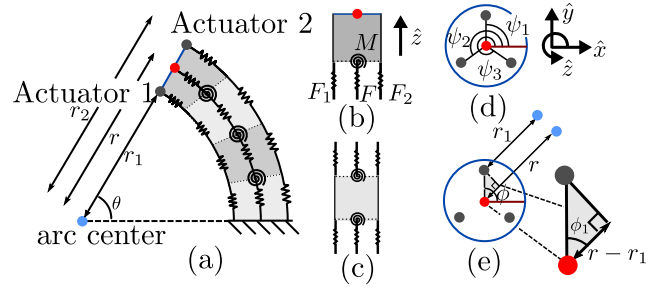 Actuator 2
Actuator 1
r₂
r
r₁
θ
arc center
(a)
ẑ
M
F₁
F
F₂
(b)
(c)
ψ₁
ψ₂
ψ₃
(d)
ŷ
x̂
ẑ
r₁
r
ϕ
(e)
ϕ₁
r − r₁